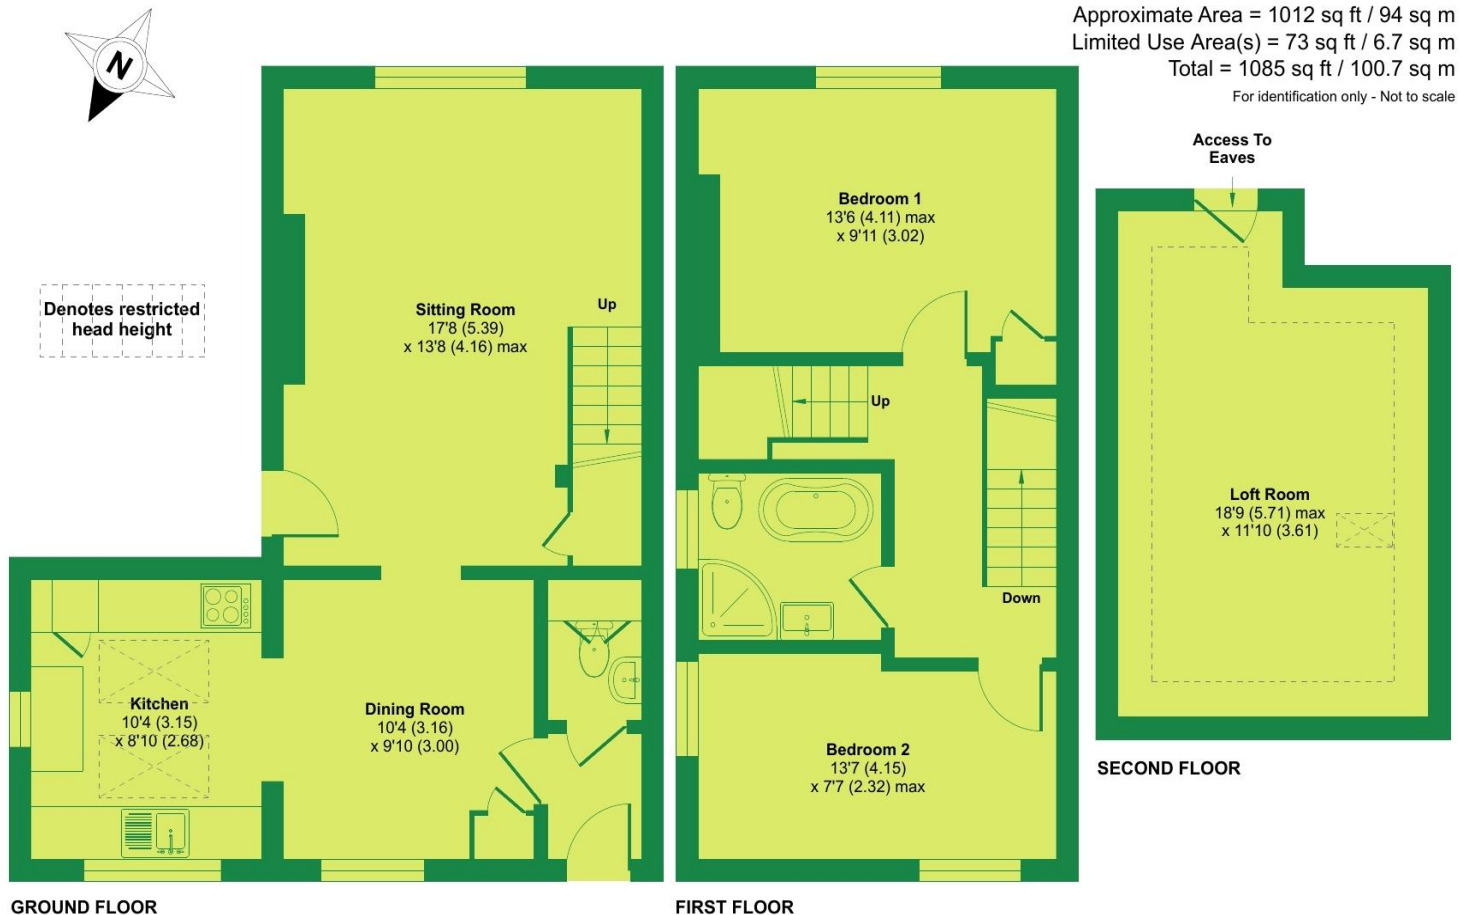 Approximate Area = 1012 sq ft / 94 sq m
Limited Use Area(s) = 73 sq ft / 6.7 sq m
Total = 1085 sq ft / 100.7 sq m
For identification only - Not to scale
N
Denotes restricted
head height
Sitting Room
17'8 (5.39)
x 13'8 (4.16) max
Up
Kitchen
10'4 (3.15)
x 8'10 (2.68)
Dining Room
10'4 (3.16)
x 9'10 (3.00)
GROUND FLOOR
Bedroom 1
13'6 (4.11) max
x 9'11 (3.02)
Up
Down
Bedroom 2
13'7 (4.15)
x 7'7 (2.32) max
FIRST FLOOR
Access To
Eaves
Loft Room
18'9 (5.71) max
x 11'10 (3.61)
SECOND FLOOR